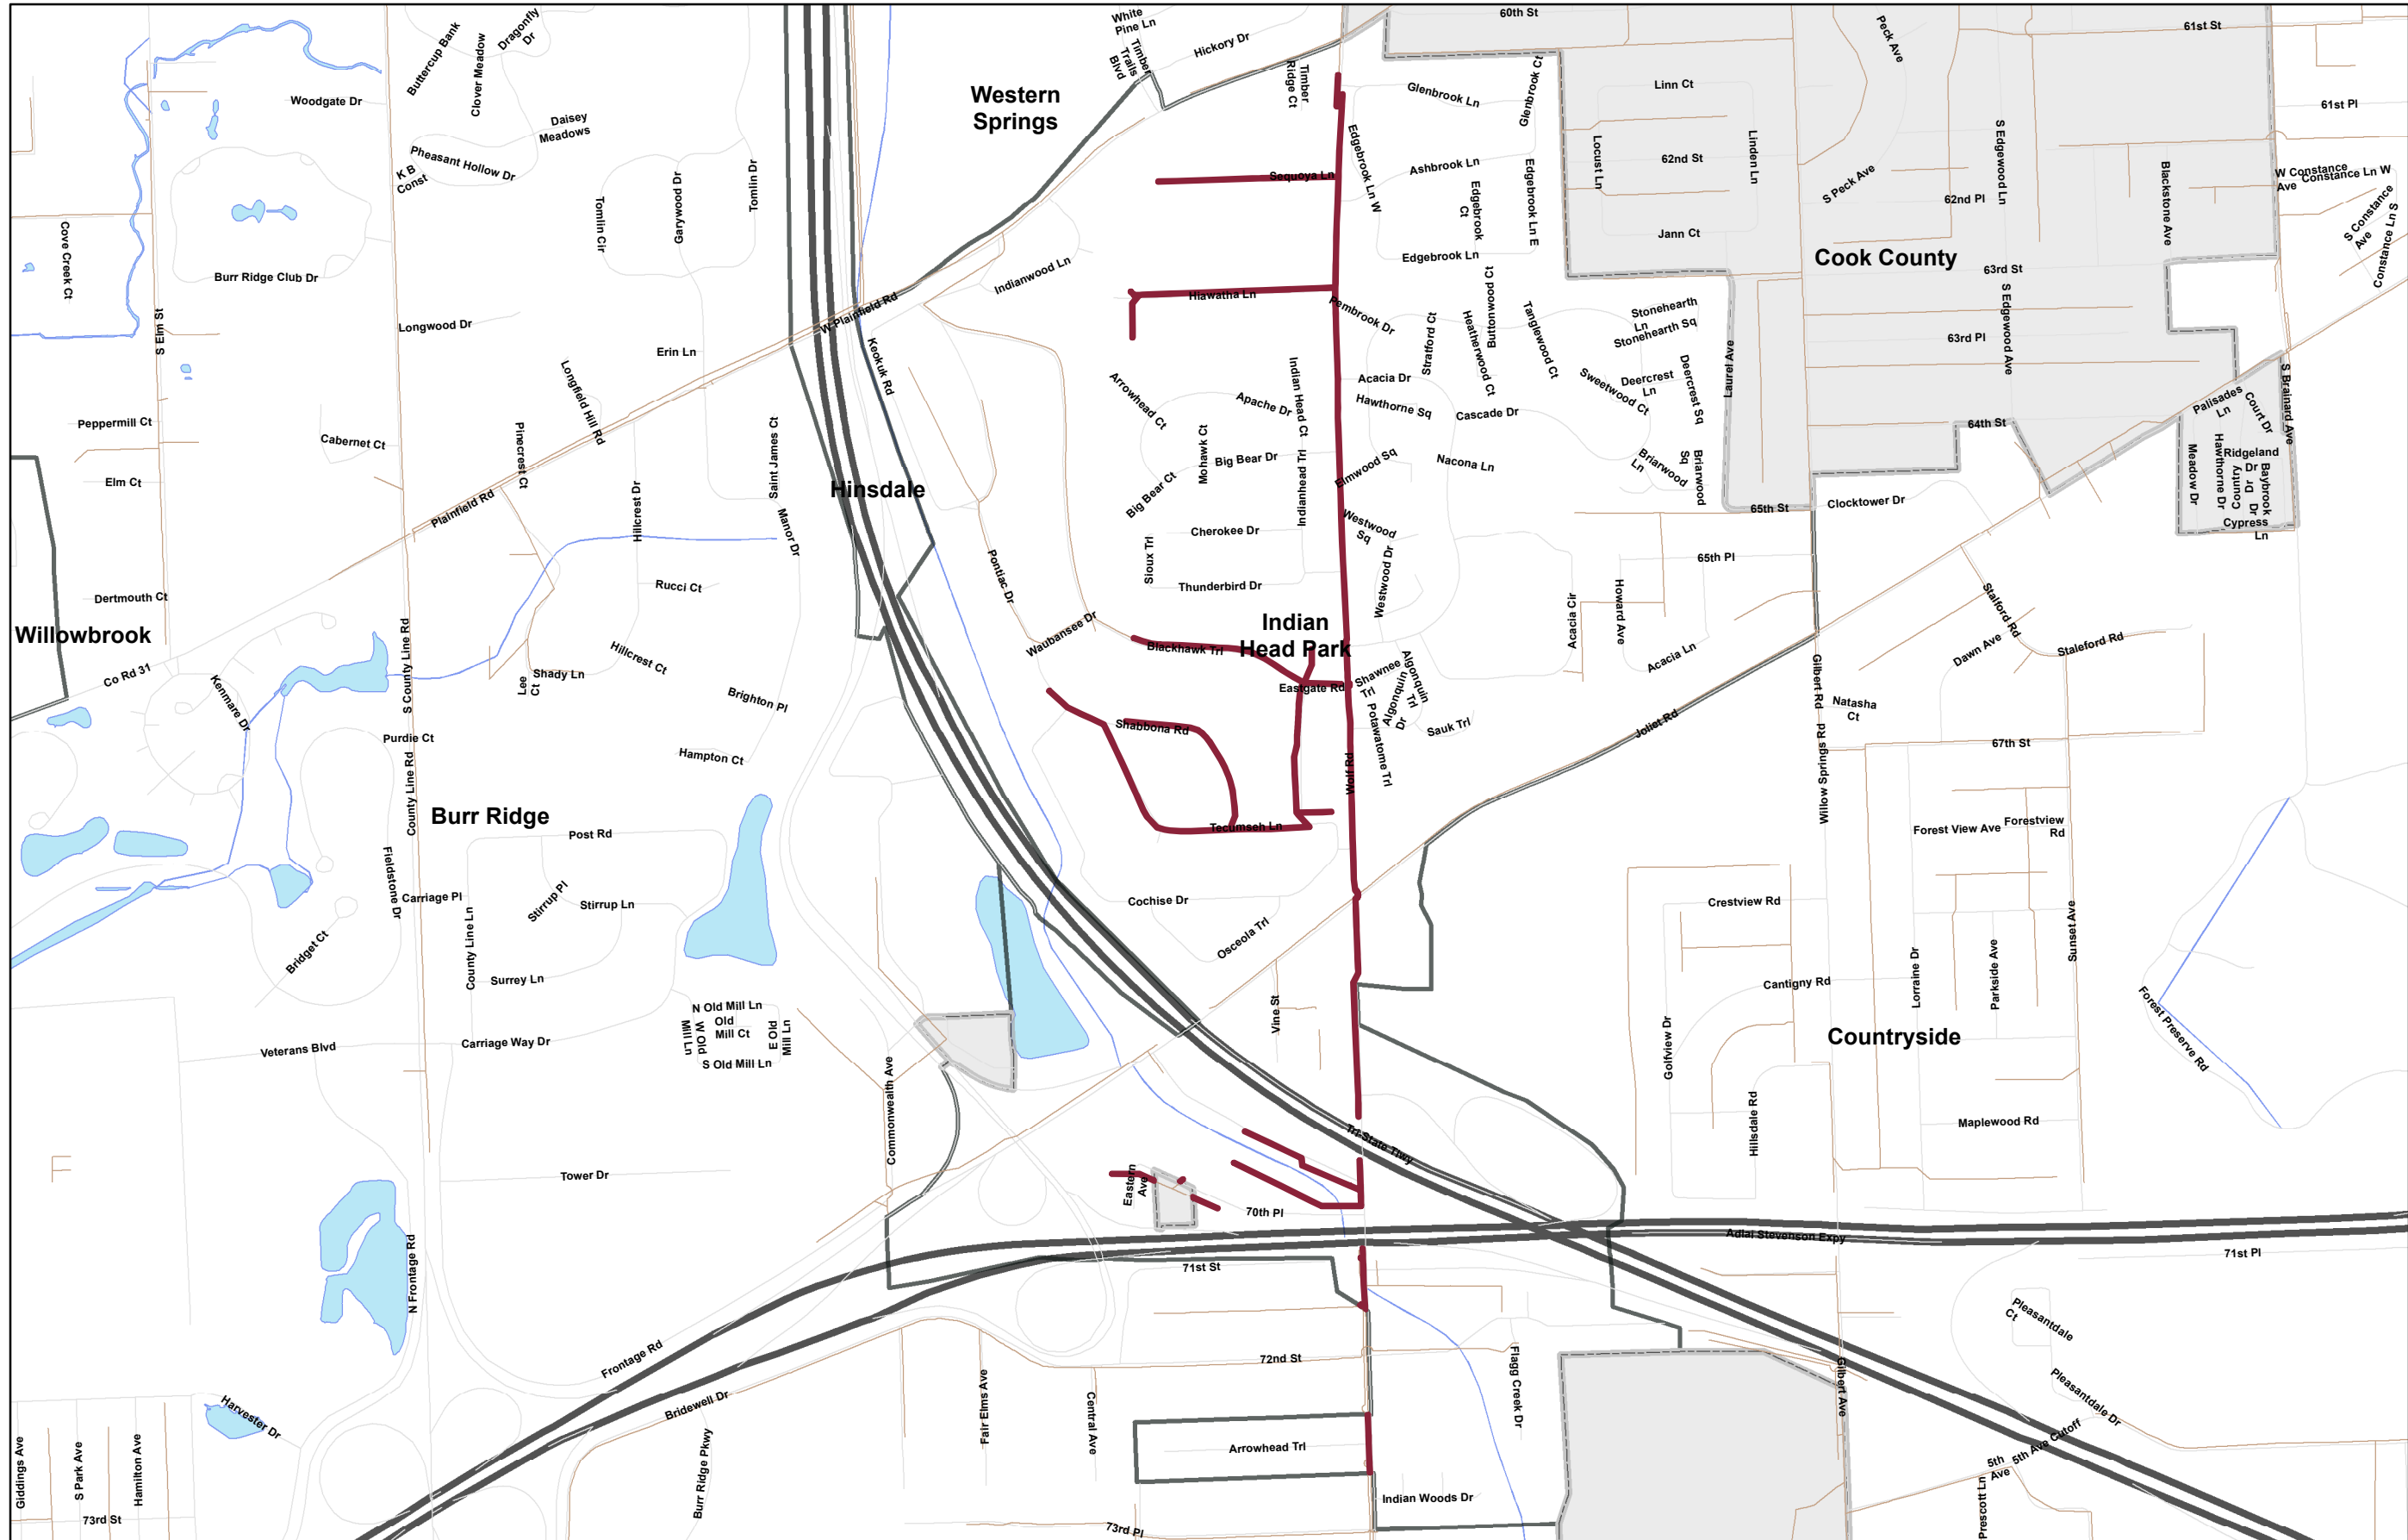 White
Pine Ln
Timber
Trails
Blvd
Hickory Dr
60th St
Peck Ave
61st St
Buttercup Bank
Clover Meadow
Dragonfly
Dr
Woodgate Dr
Western
Springs
Timber
Ridge Ct
Glenbrook Ln
Glenbrook Ct
Linn Ct
61st Pl
Daisey
Meadows
Pheasant Hollow Dr
K B
Const
Tomlin Cir
Garywood Dr
Tomlin Dr
Sequoya Ln
Edgebrook Ln W
Ashbrook Ln
Edgebrook
Ct
Edgebrook Ln E
Locust Ln
62nd St
Linden Ln
S Peck Ave
S Edgewood Ln
62nd Pl
Blackstone Ave
W Constance
Ave
Constance Ln W
S Constance
Ave
Constance Ln S
Cove Creek Ct
Burr Ridge Club Dr
Jann Ct
Edgebrook Ln
Cook County
63rd St
S Edgewood Ave
Indianwood Ln
Hiawatha Ln
Pembrook Dr
Buttonwood Ct
Stonehearth
Ln
Stonehearth Sq
S Elm St
Longwood Dr
W Plainfield Rd
Keokuk Rd
Erin Ln
Stratford Ct
Heatherwood Ct
Tanglewood Ct
63rd Pl
Laurel Ave
Longfield Hill Rd
Arrowhead Ct
Apache Dr
Indian Head Ct
Acacia Dr
Hawthorne Sq
Cascade Dr
Sweetwood Ct
Deercrest
Ln
Deercrest Sq
S Brainard Ave
Palisades
Ln
Court Dr
Peppermill Ct
Cabernet Ct
Pinecrest Ct
Saint James Ct
Mohawk Ct
Big Bear Dr
Big Bear Ct
Indianhead Trl
Elmwood Sq
Nacona Ln
Briarwood
Ln
Briarwood
Sq
64th St
Meadow Dr
Hawthorne Dr
Country
Dr
Ridgeland
Dr
Baybrook
Dr
Cypress
Ln
Elm Ct
Plainfield Rd
Hillcrest Dr
Manor Dr
Hinsdale
65th St
Clocktower Dr
Westwood
Sq
Cherokee Dr
Sioux Trl
Thunderbird Dr
Westwood Dr
65th Pl
Pontiac Dr
Rucci Ct
Dertmouth Ct
Acacia Cir
Howard Ave
Stalford Rd
Staleford Rd
Dawn Ave
Willowbrook
Indian
Head Park
Waubansee Dr
Blackhawk Trl
Acacia Ln
Co Rd 31
Kenmare Dr
S County Line Rd
Hillcrest Ct
Shady Ln
Lee
Ct
Brighton Pl
Eastgate Rd
Shawnee
Trl
Algonquin
Trl
Algonquin
Dr
Potawatome Trl
Sauk Trl
Gilbert Rd
Natasha
Ct
Joliet Rd
Shabbona Rd
Purdie Ct
Hampton Ct
67th St
Wolf Rd
County Line Rd
Willow Springs Rd
Burr Ridge
Post Rd
Tecumseh Ln
Forest View Ave
Forestview
Rd
Fieldstone Dr
Carriage Pl
Stirrup Pl
Stirrup Ln
Cochise Dr
Crestview Rd
Bridget Ct
County Line Ln
Surrey Ln
Osceola Trl
Cantigny Rd
Lorraine Dr
Parkside Ave
Sunset Ave
N Old Mill Ln
Old
Mill Ct
W Old
Mill Ln
E Old
Mill Ln
S Old Mill Ln
Vine St
Golfview Dr
Countryside
Forest Preserve Rd
Veterans Blvd
Carriage Way Dr
Commonwealth Ave
Hillsdale Rd
Maplewood Rd
Tri State Tlwy
Tower Dr
Eastern
Ave
70th Pl
N Frontage Rd
Adlai Stevenson Expy
71st Pl
71st St
Pleasantdale
Ct
Frontage Rd
72nd St
Flagg Creek Dr
Gilbert Ave
Pleasantdale Dr
Harvester Dr
Bridewell Dr
Fair Elms Ave
Central Ave
Arrowhead Trl
5th Ave Cutoff
5th
Ave
Giddings Ave
S Park Ave
Hamilton Ave
Burr Ridge Pkwy
Indian Woods Dr
Prescott Ln
73rd St
73rd Pl